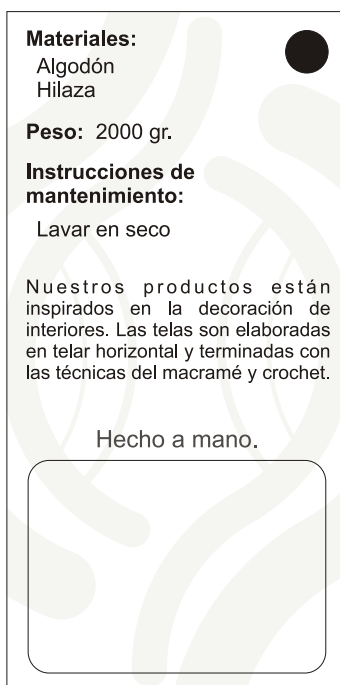 Materiales:
Algodón
Hilaza
Peso: 2000 gr.
Instrucciones de
mantenimiento:
Lavar en seco
Nuestros productos están
inspirados en la decoración de
interiores. Las telas son elaboradas
en telar horizontal y terminadas con
las técnicas del macramé y crochet.
Hecho a mano.